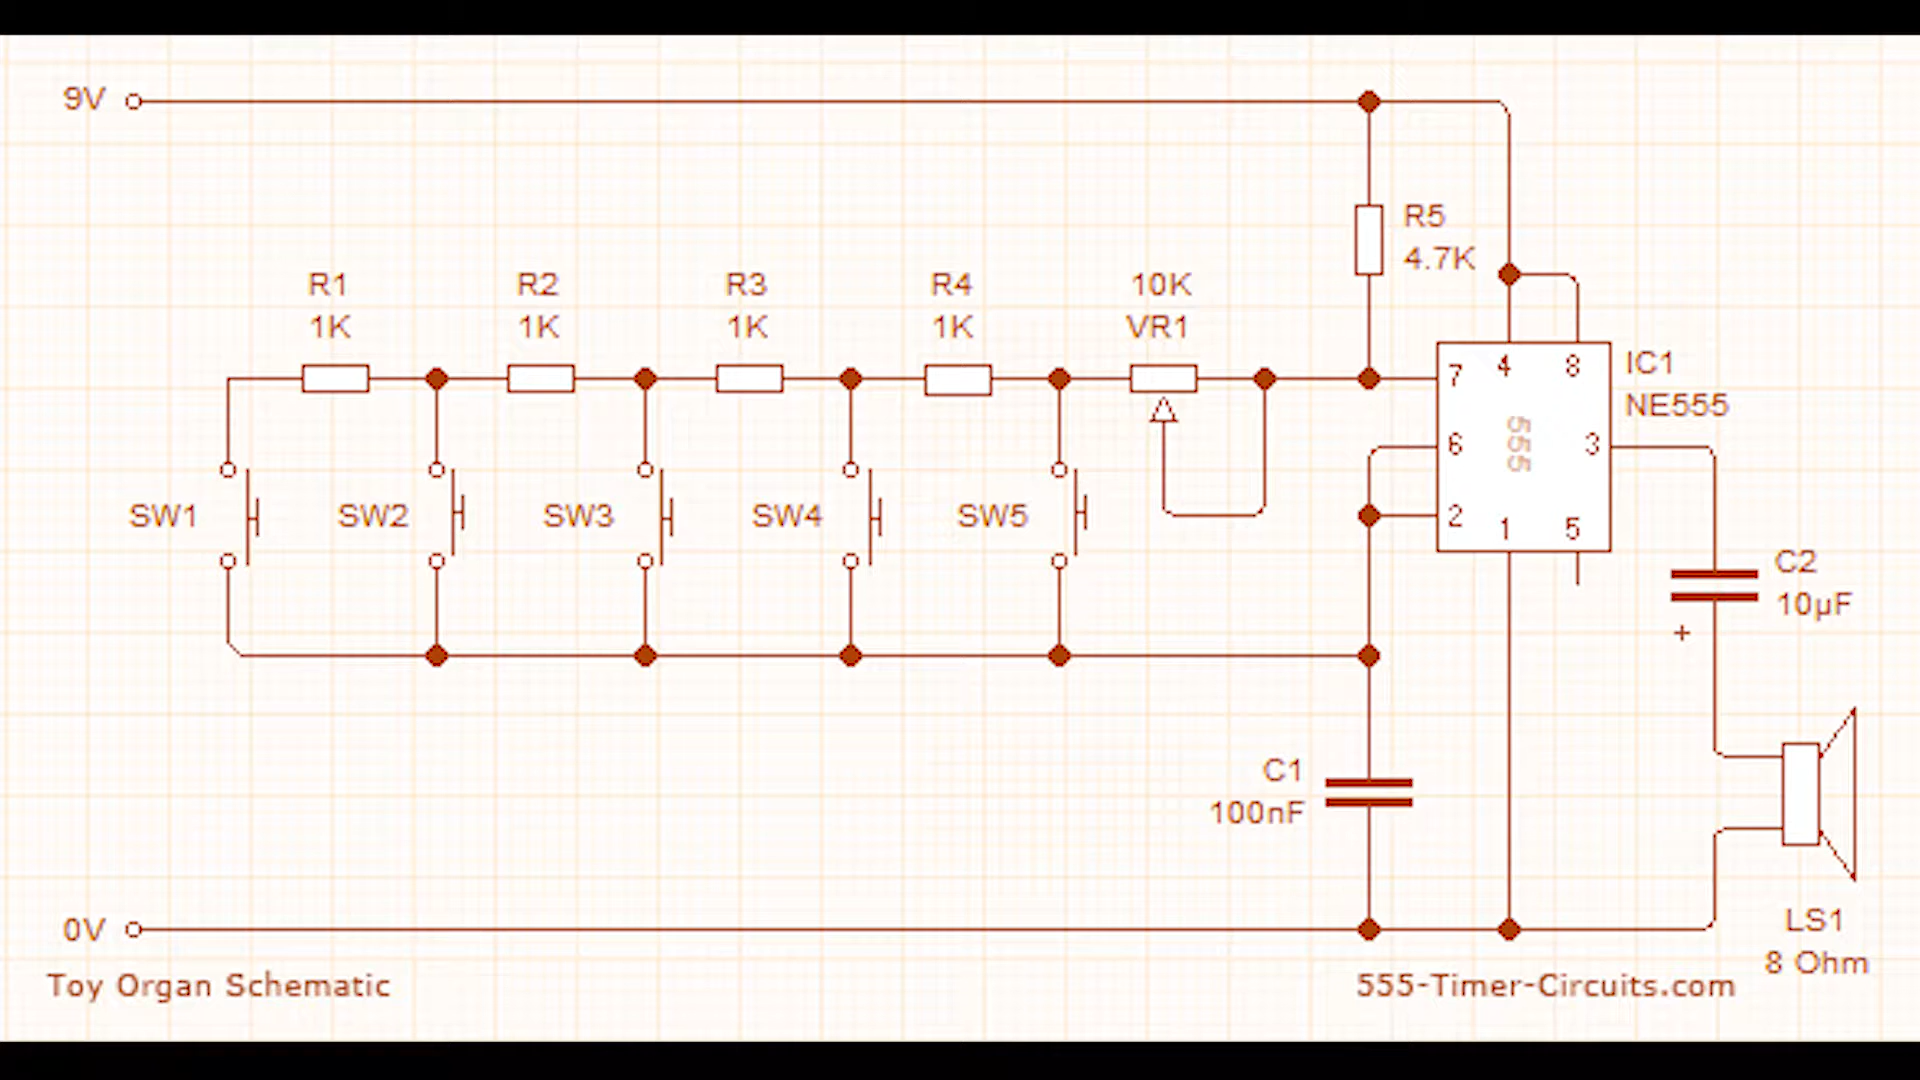 9V
R5
4.7K
R1
1K
R2
1K
R3
1K
R4
1K
10K
VR1
7
4
8
IC1
NE555
6
555
3
2
1
5
SW1
SW2
SW3
SW4
SW5
C2
10µF
+
C1
100nF
0V
LS1
8 Ohm
Toy Organ Schematic
555-Timer-Circuits.com